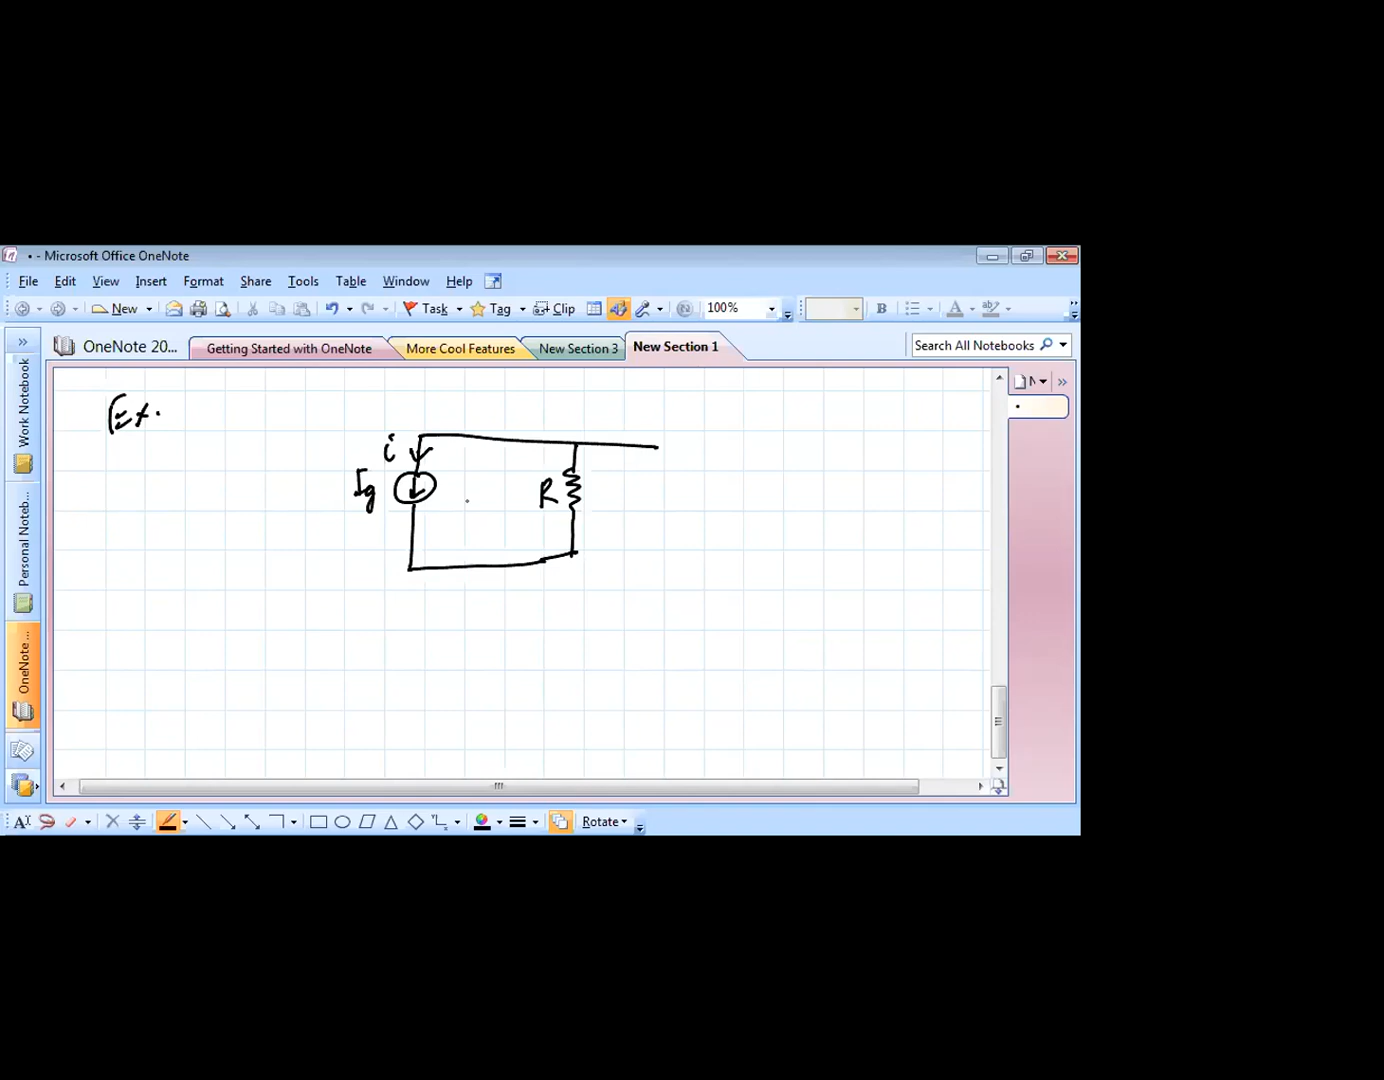 • - Microsoft Office OneNote
File Edit View Insert Format Share Tools Table Window Help
New Task Tag Clip 100% B A ab
OneNote 20... Getting Started with OneNote More Cool Features New Section 3 New Section 1 Search All Notebooks
Work Notebook
Personal Noteb...
OneNote ...
Ex.
i
Ig
R
A Rotate